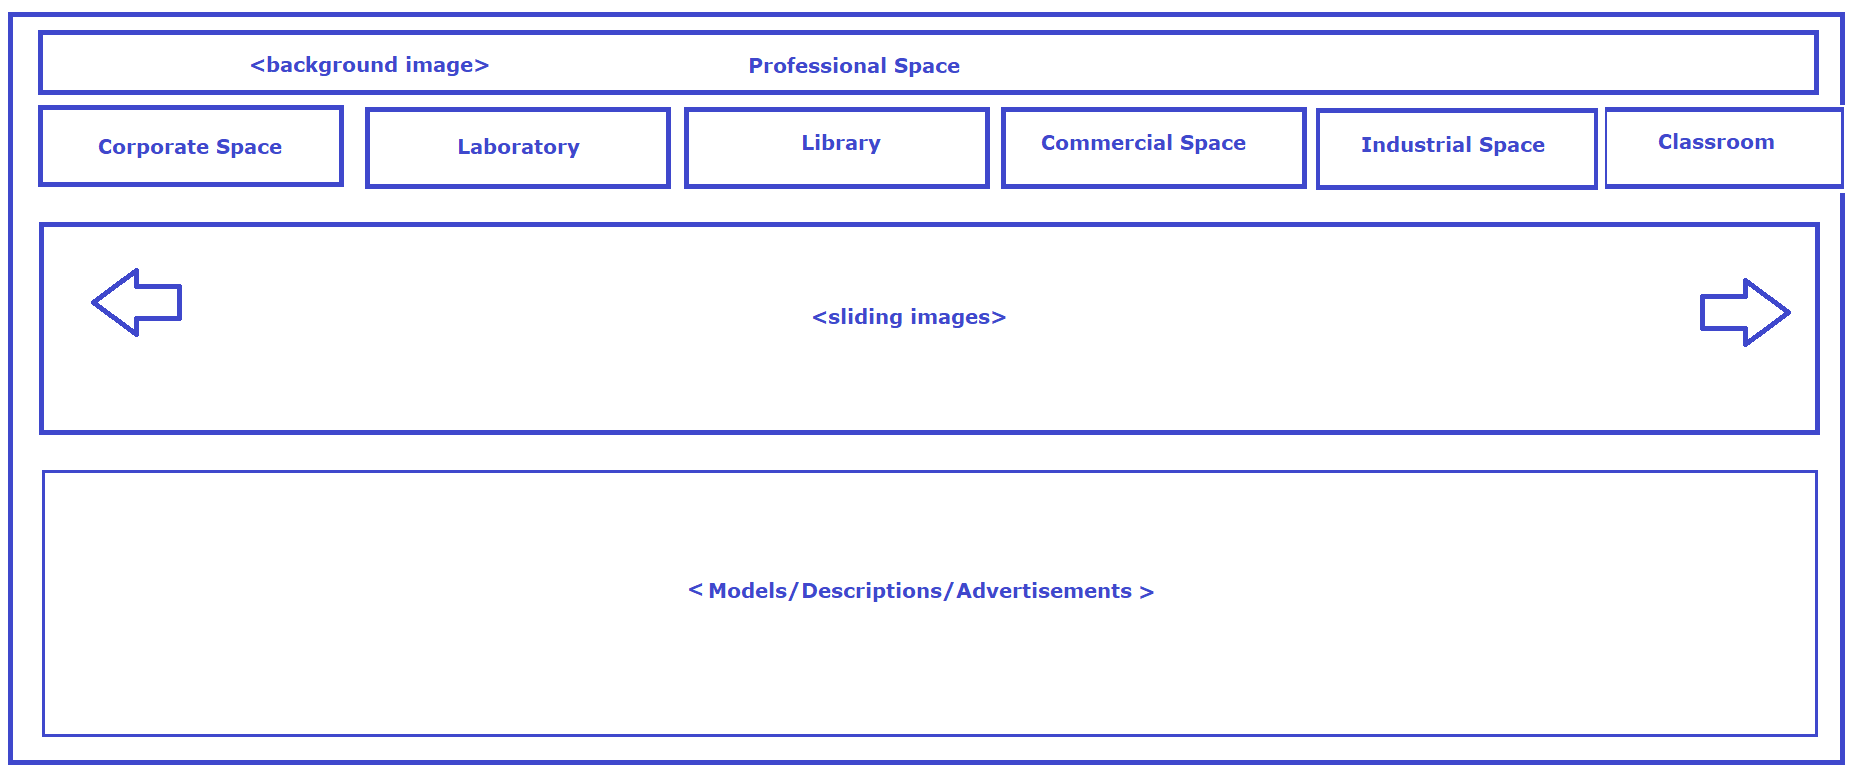 <background image> Professional Space
Corporate Space Laboratory Library Commercial Space Industrial Space Classroom
<sliding images>
< Models/Descriptions/Advertisements >